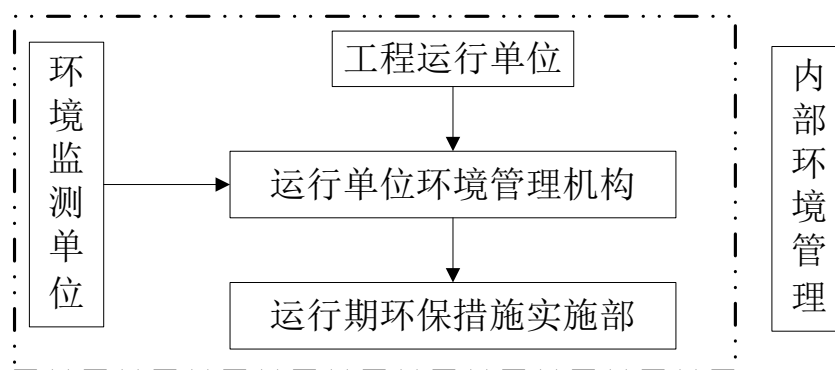 环境监测单位
工程运行单位
运行单位环境管理机构
运行期环保措施实施部
内部环境管理